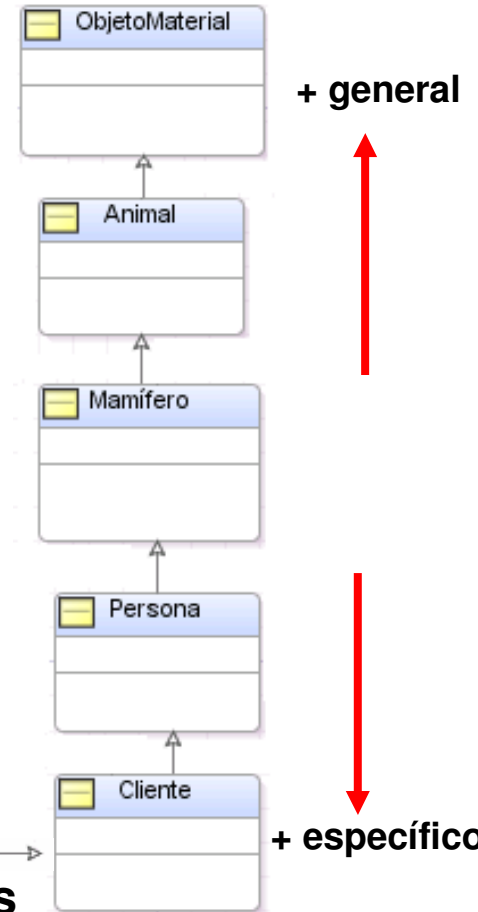 ObjetoMaterial
+ general
Animal
Mamífero
Persona
Cliente
+ específico
s